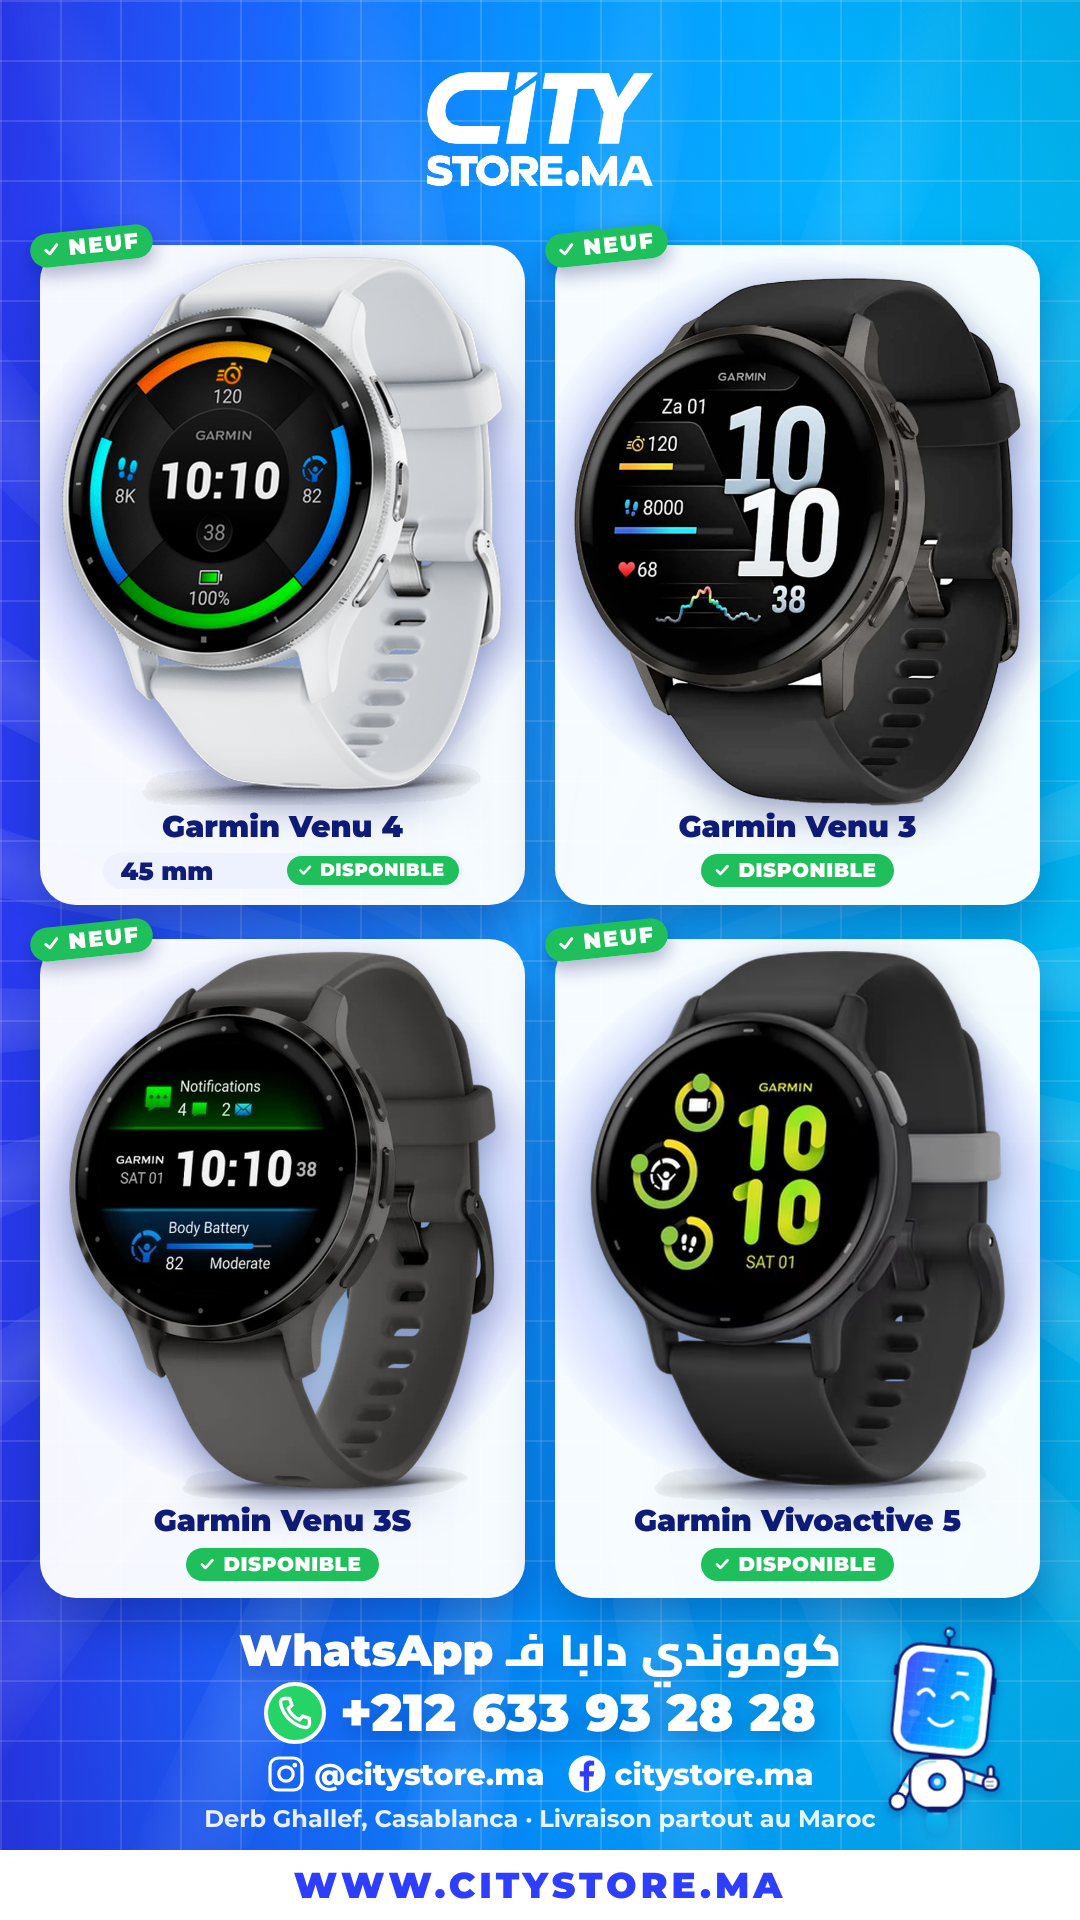 CITY
STORE.MA
NEUF
NEUF
120
GARMIN
10:10
8K
82
38
100%
GARMIN
Za 01
120
8000
68
10
10
38
Garmin Venu 4
45 mm
DISPONIBLE
Garmin Venu 3
DISPONIBLE
NEUF
NEUF
Notifications
4 2
GARMIN
SAT 01
10:10 38
Body Battery
82 Moderate
GARMIN
10
10
SAT 01
Garmin Venu 3S
DISPONIBLE
Garmin Vivoactive 5
DISPONIBLE
كوموندي دابا فـ WhatsApp
+212 633 93 28 28
@citystore.ma citystore.ma
Derb Ghallef, Casablanca · Livraison partout au Maroc
WWW.CITYSTORE.MA